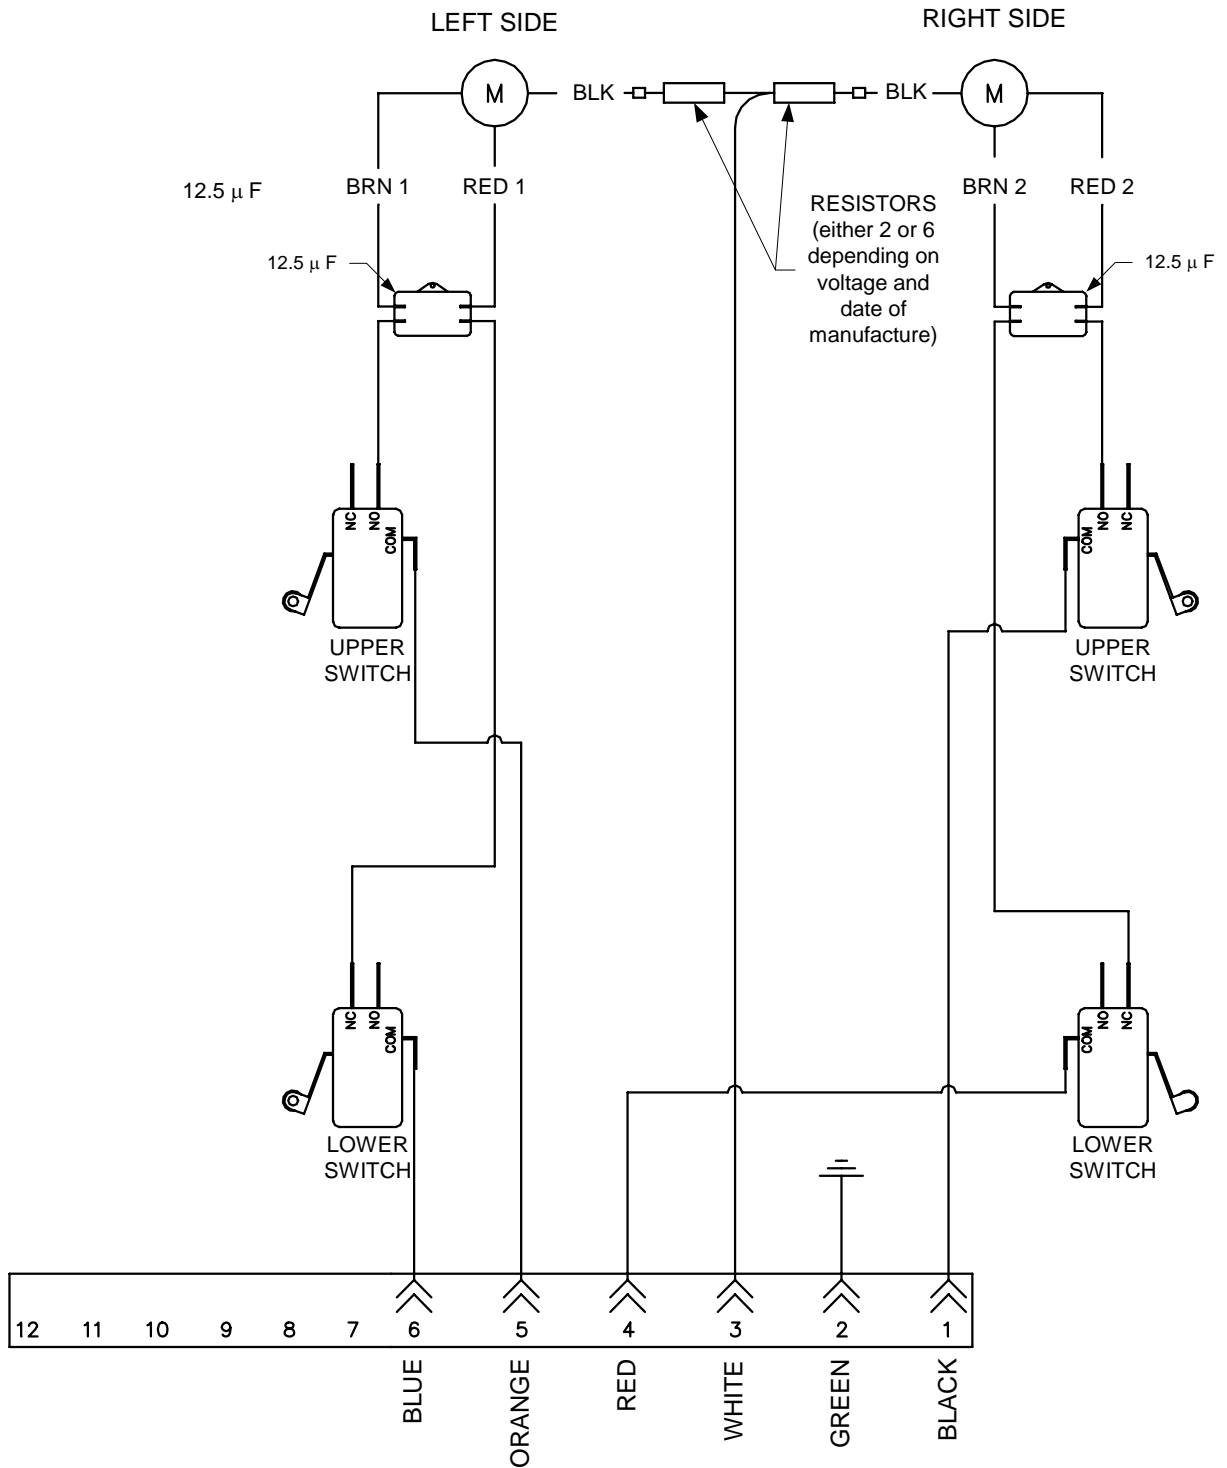 LEFT SIDE
RIGHT SIDE
M
BLK
BLK
M
12.5 μ F
BRN 1
RED 1
BRN 2
RED 2
RESISTORS
(either 2 or 6
depending on
voltage and
date of
manufacture)
12.5 μ F
12.5 μ F
NC
NO
COM
UPPER
SWITCH
COM
NO
NC
UPPER
SWITCH
NC
NO
COM
LOWER
SWITCH
COM
NO
NC
LOWER
SWITCH
12 11 10 9 8 7 6 5 4 3 2 1
BLUE
ORANGE
RED
WHITE
GREEN
BLACK